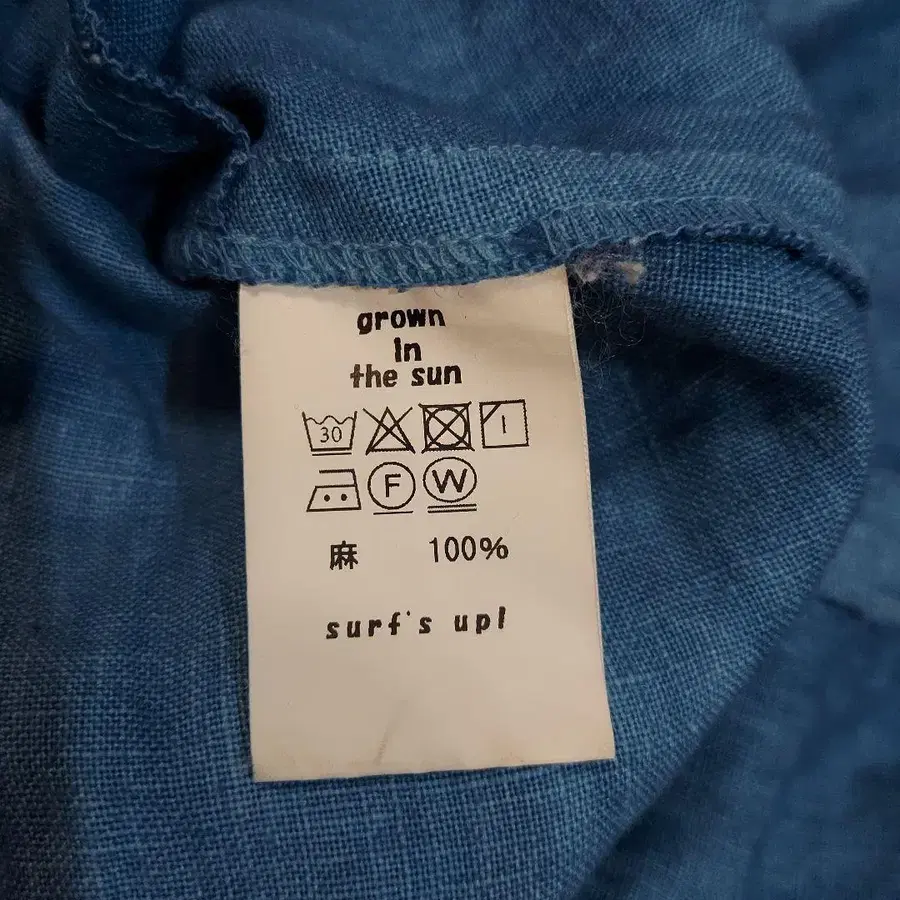 grown
in
the sun
30
F W
麻 100%
surf's up!